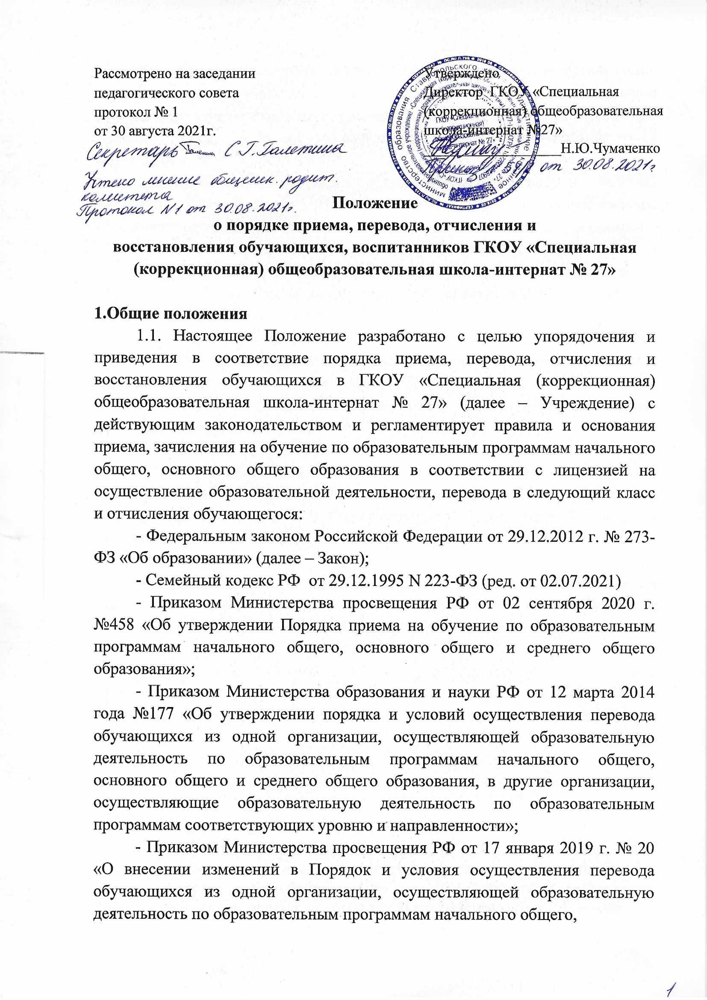 Рассмотрено на заседании
педагогического совета
протокол № 1
от 30 августа 2021г.
Секретарь Галетина С Г. Галетина
Учтено мнение общешк. родит.
комитета
Протокол N1 от 30.08.2021г.
Утверждено
Директор ГКОУ «Специальная
(коррекционная) общеобразовательная
школа-интернат №27»
Н.Ю.Чумаченко
Приказ от 30.08.2021г
Положение
о порядке приема, перевода, отчисления и
восстановления обучающихся, воспитанников ГКОУ «Специальная
(коррекционная) общеобразовательная школа-интернат № 27»
1.Общие положения
1.1. Настоящее Положение разработано с целью упорядочения и
приведения в соответствие порядка приема, перевода, отчисления и
восстановления обучающихся в ГКОУ «Специальная (коррекционная)
общеобразовательная школа-интернат № 27» (далее – Учреждение) с
действующим законодательством и регламентирует правила и основания
приема, зачисления на обучение по образовательным программам начального
общего, основного общего образования в соответствии с лицензией на
осуществление образовательной деятельности, перевода в следующий класс
и отчисления обучающегося:
- Федеральным законом Российской Федерации от 29.12.2012 г. № 273-
ФЗ «Об образовании» (далее – Закон);
- Семейный кодекс РФ от 29.12.1995 N 223-ФЗ (ред. от 02.07.2021)
- Приказом Министерства просвещения РФ от 02 сентября 2020 г.
№458 «Об утверждении Порядка приема на обучение по образовательным
программам начального общего, основного общего и среднего общего
образования»;
- Приказом Министерства образования и науки РФ от 12 марта 2014
года №177 «Об утверждении порядка и условий осуществления перевода
обучающихся из одной организации, осуществляющей образовательную
деятельность по образовательным программам начального общего,
основного общего и среднего общего образования, в другие организации,
осуществляющие образовательную деятельность по образовательным
программам соответствующих уровню и направленности»;
- Приказом Министерства просвещения РФ от 17 января 2019 г. № 20
«О внесении изменений в Порядок и условия осуществления перевода
обучающихся из одной организации, осуществляющей образовательную
деятельность по образовательным программам начального общего,
1